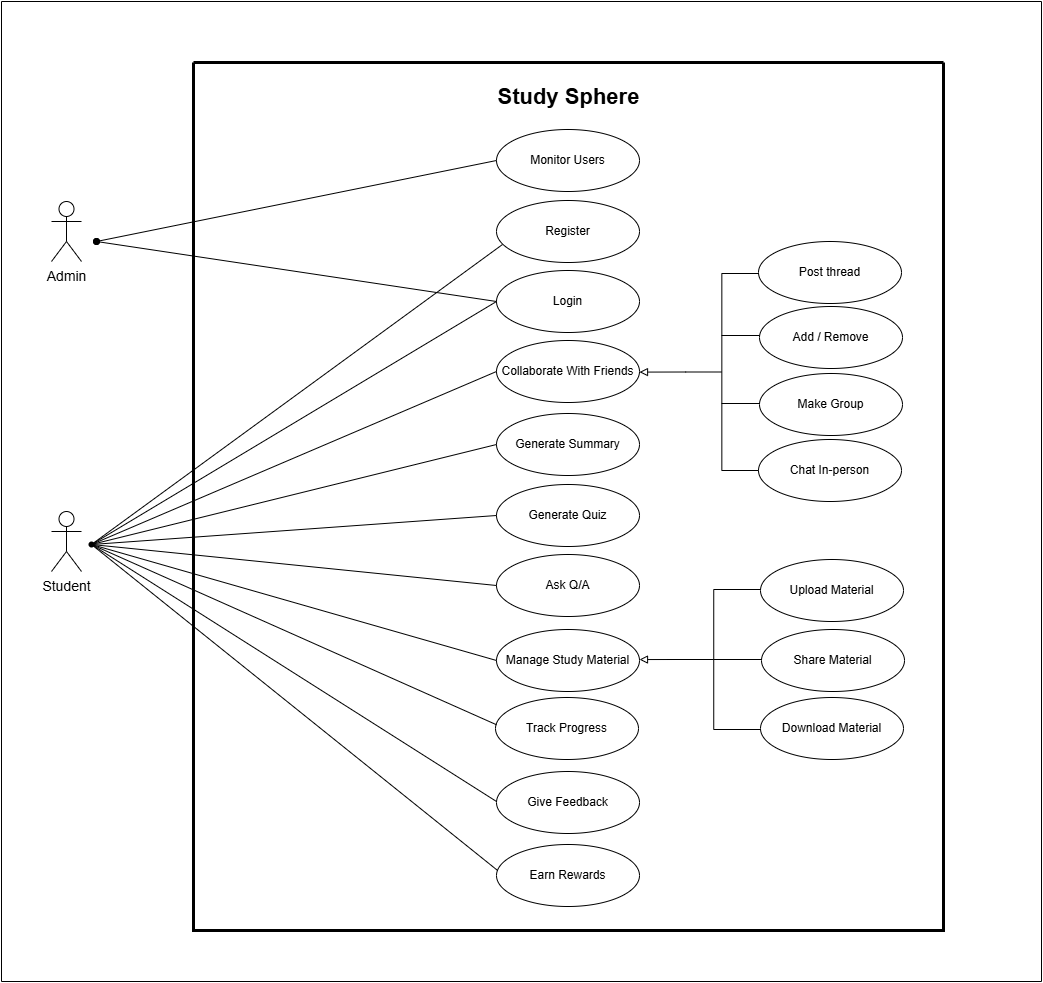 Study Sphere
Monitor Users
Register
Admin
Login
Post thread
Add / Remove
Collaborate With Friends
Make Group
Generate Summary
Chat In-person
Generate Quiz
Student
Ask Q/A
Upload Material
Manage Study Material
Share Material
Track Progress
Download Material
Give Feedback
Earn Rewards